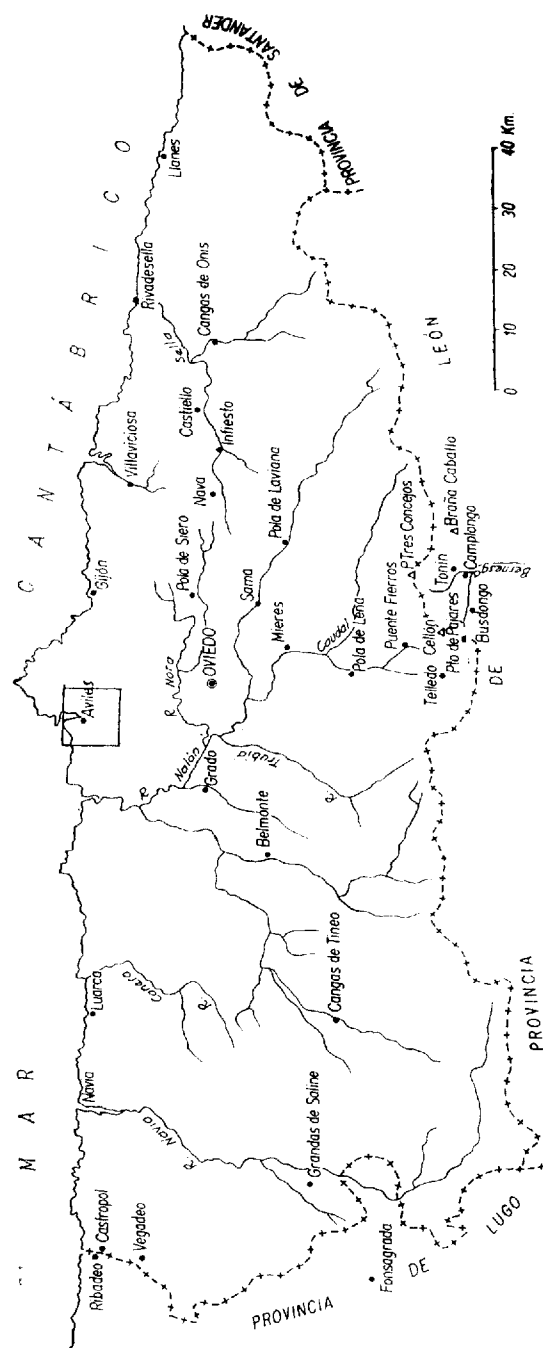 MAR CANTÁBRICO
Ribadeo
Castropol
Vegadeo
Navia
R. Navia
Luarca
Canero
R.
Avilés
Gijón
Villaviciosa
Rivadesella
Llanes
PROVINCIA DE SANTANDER
Sella
Cangas de Onís
Castiello
Infiesto
Nava
Pola de Siero
R. Nora
OVIEDO
R. Nalón
Grado
Trubia
R.
Belmonte
Sama
Pola de Laviana
Mieres
Caudal
Pola de Lena
Puente Fierros
P.Tres Concejos
Cangas de Tineo
Grandas de Saline
Fonsagrada
Telledo
Cellón
Pto de Pajares
Tonín
Braña Caballo
Camplongo
Busdongo
Bernesga
PROVINCIA DE LEÓN
PROVINCIA DE LUGO
0 10 20 30 40 Km.